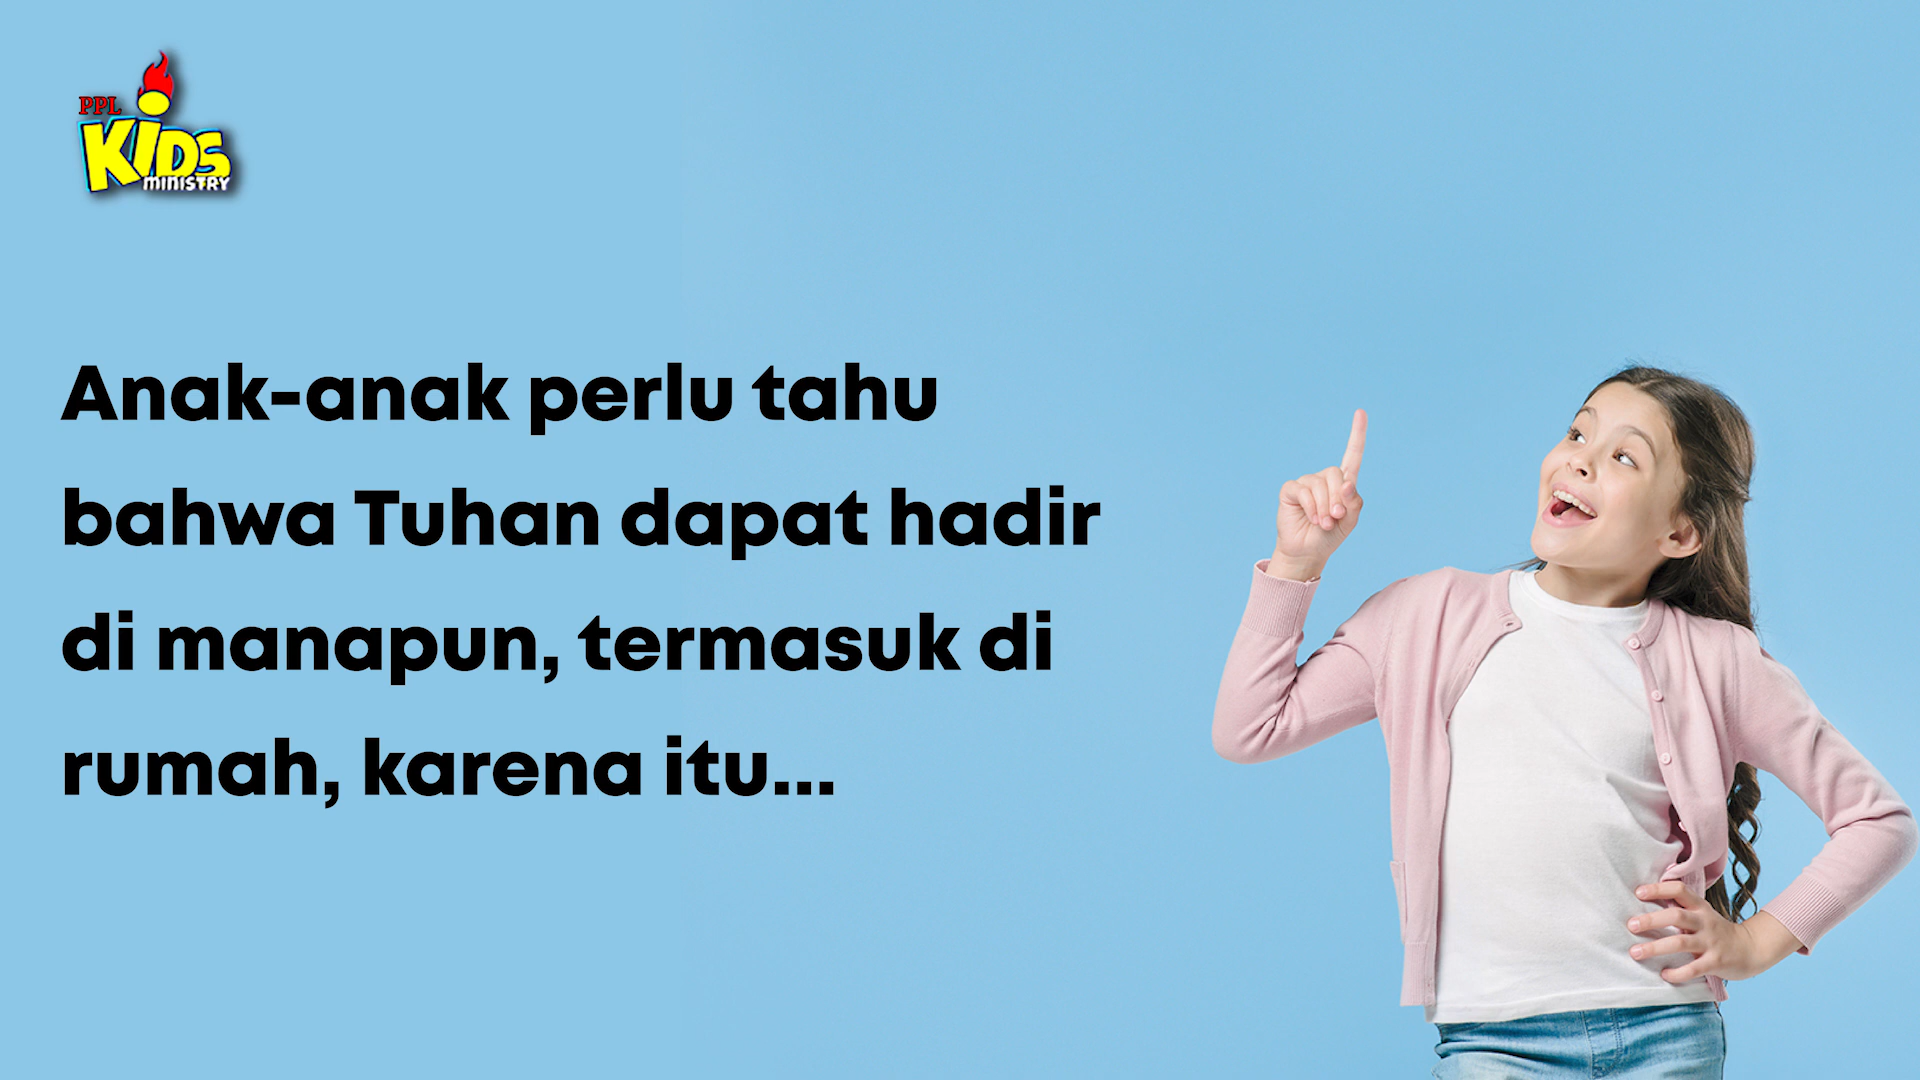 PPL
KiDS
MINISTRY
Anak-anak perlu tahu
bahwa Tuhan dapat hadir
di manapun, termasuk di
rumah, karena itu...